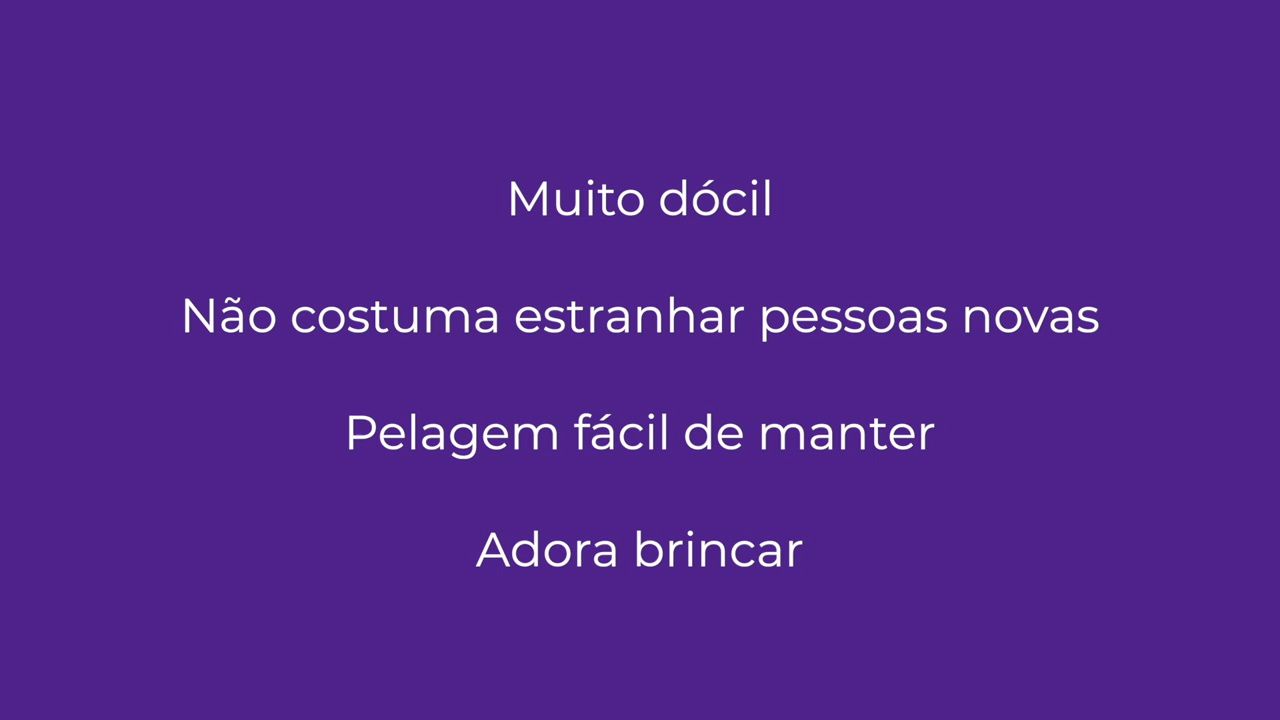 Muito dócil
Não costuma estranhar pessoas novas
Pelagem fácil de manter
Adora brincar